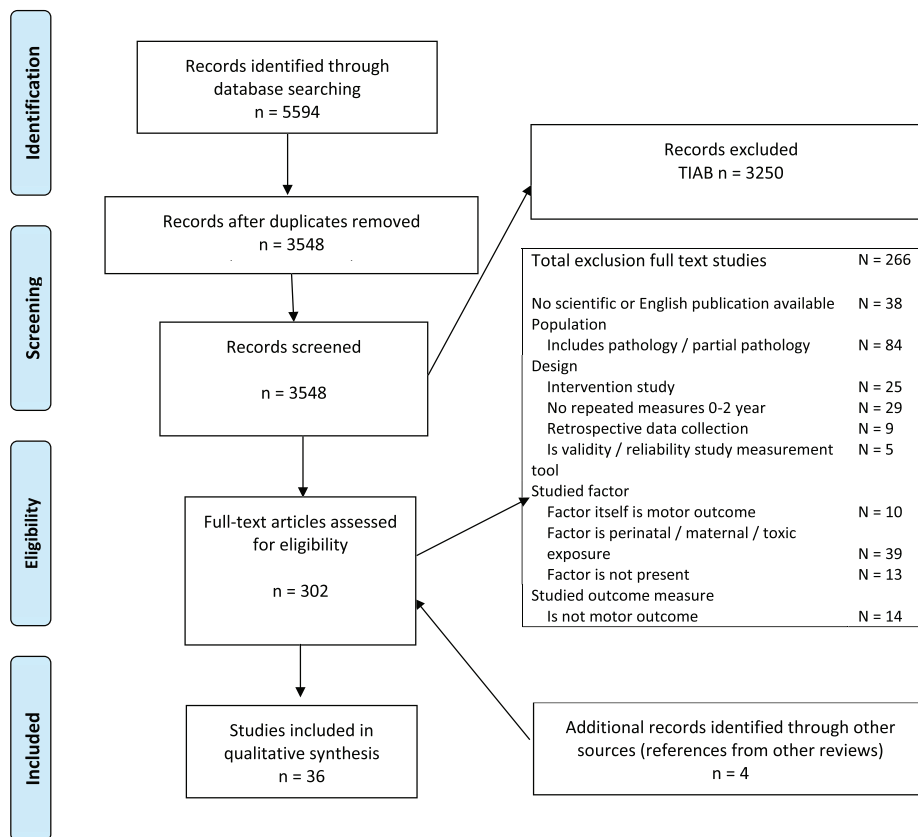 Identification
Records identified through
database searching
n = 5594
Records excluded
TIAB n = 3250
Records after duplicates removed
n = 3548
Screening
Records screened
n = 3548
Total exclusion full text studies N = 266
No scientific or English publication available N = 38
Population
Includes pathology / partial pathology N = 84
Design
Intervention study N = 25
No repeated measures 0-2 year N = 29
Retrospective data collection N = 9
Is validity / reliability study measurement N = 5
tool
Studied factor
Factor itself is motor outcome N = 10
Factor is perinatal / maternal / toxic
exposure N = 39
Factor is not present N = 13
Studied outcome measure
Is not motor outcome N = 14
Eligibility
Full-text articles assessed
for eligibility
n = 302
Included
Studies included in
qualitative synthesis
n = 36
Additional records identified through other
sources (references from other reviews)
n = 4